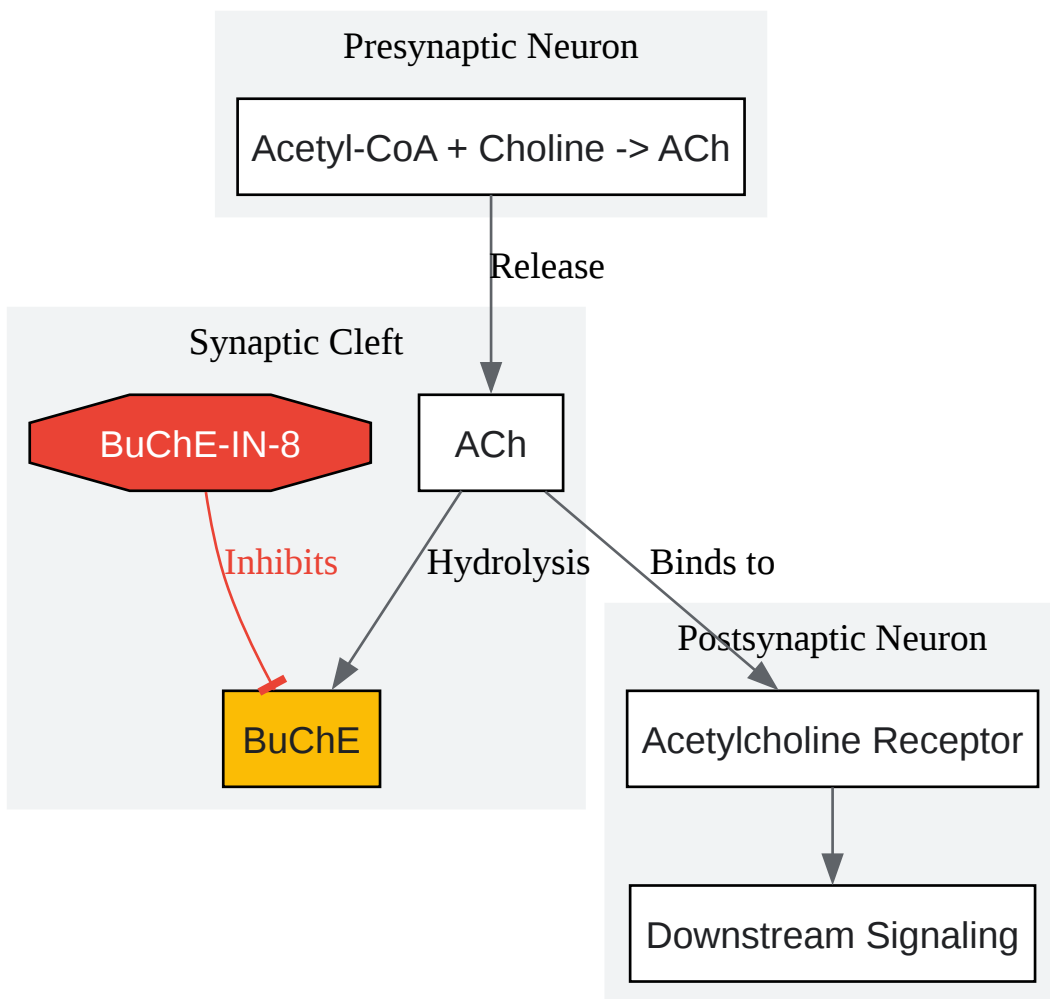 Presynaptic Neuron
Acetyl-CoA + Choline -> ACh
Release
Synaptic Cleft
BuChE-IN-8
ACh
Inhibits
Hydrolysis
Binds to
Postsynaptic Neuron
BuChE
Acetylcholine Receptor
Downstream Signaling